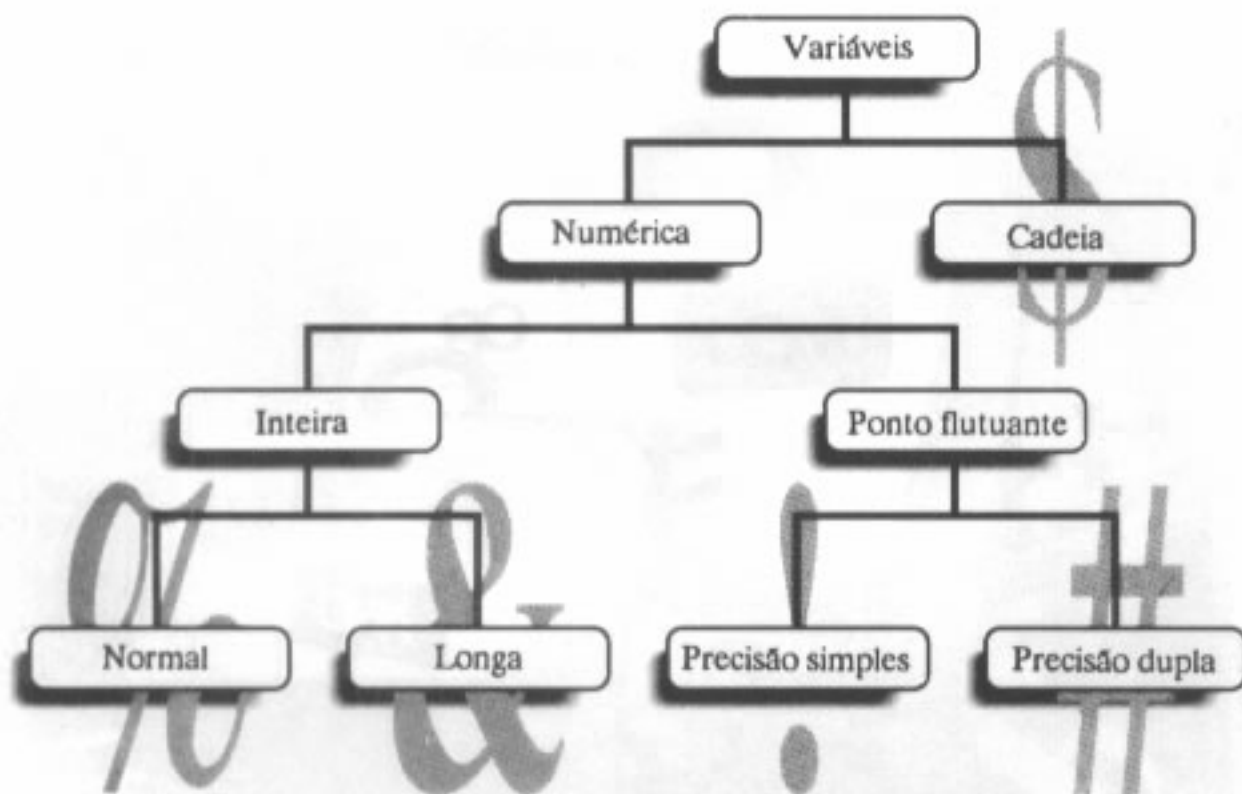 Variáveis
$
Numérica
Cadeia
Inteira
Ponto flutuante
% & ! #
Normal
Longa
Precisão simples
Precisão dupla